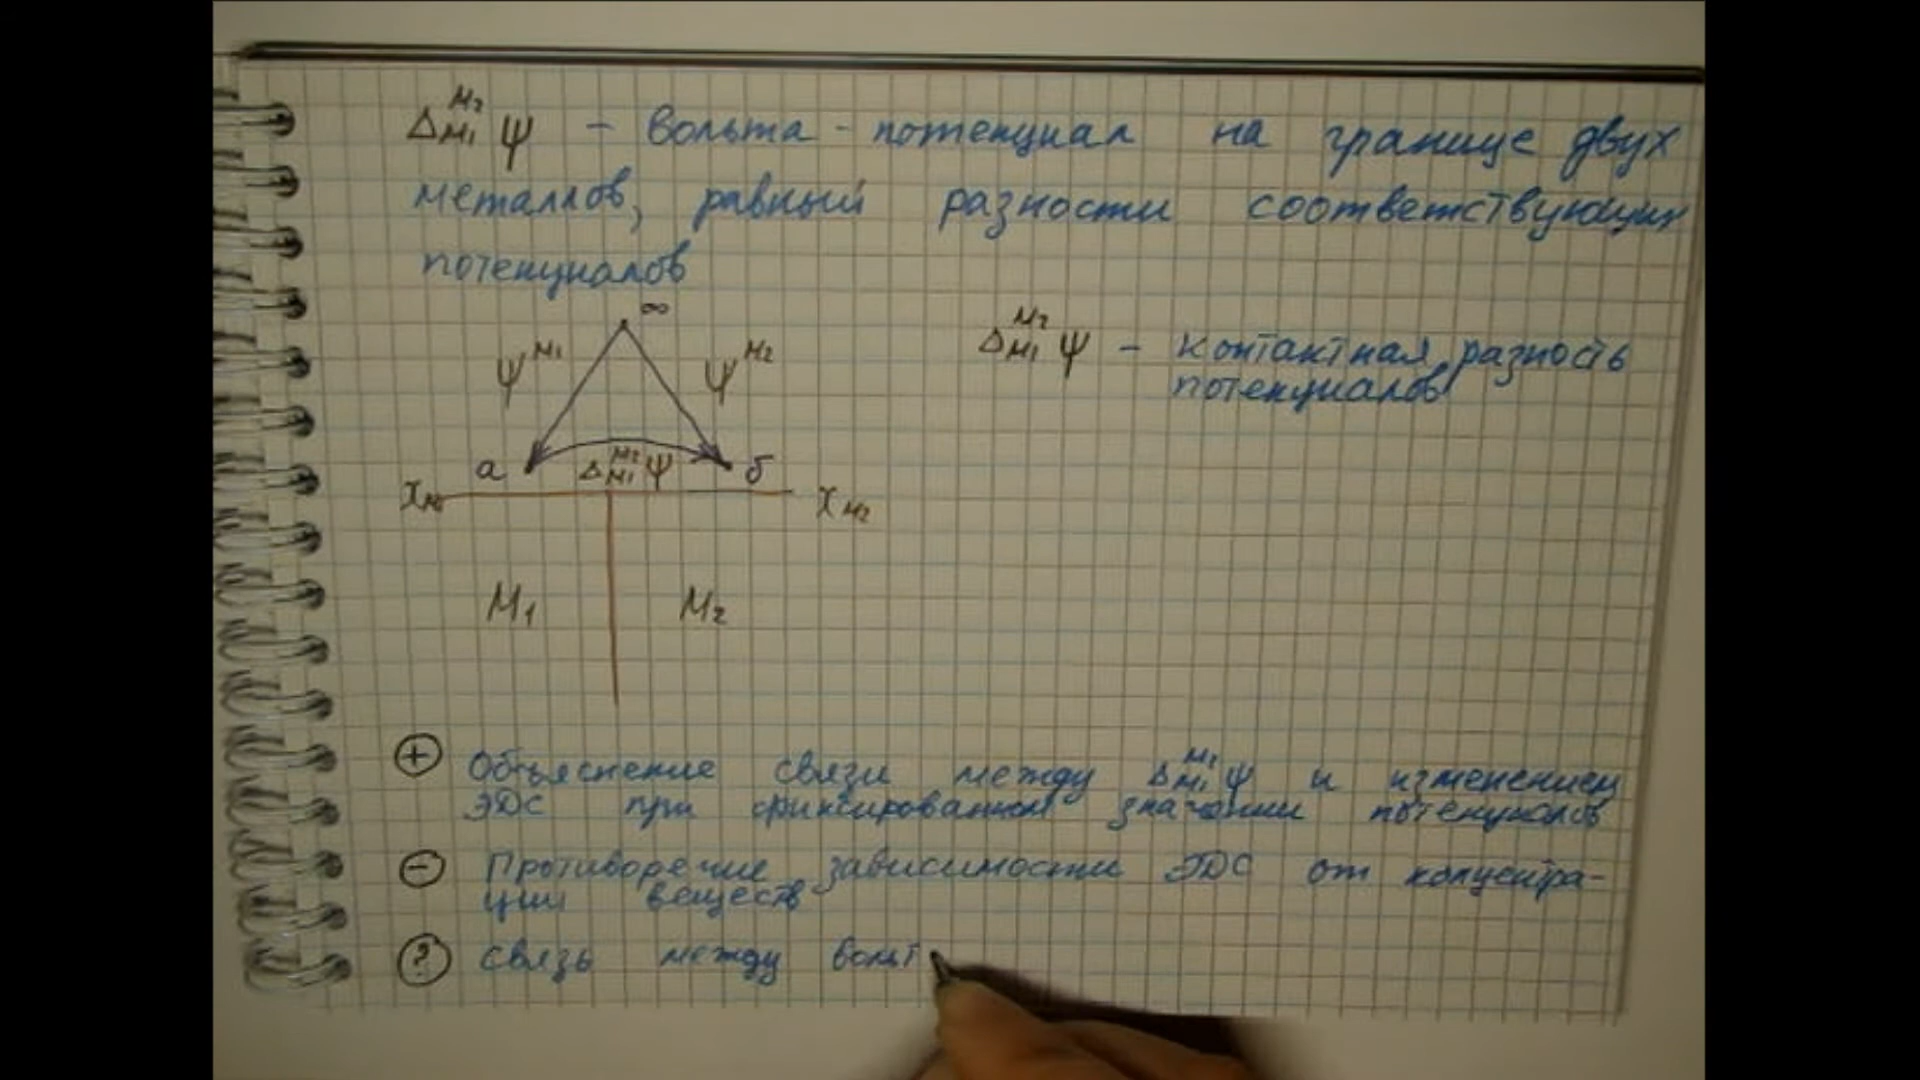 Δ M2 M1 ψ – Вольта-потенциал на границе двух
металлов, равный разности соответствующих
потенциалов
∞
Δ M2 M1 ψ – контактная разность
потенциалов
ψ M1 ψ M2
а Δ M2 M1 ψ б
χ M1 χ M2
M1 M2
+ Объяснение связи между Δ M2 M1 ψ и изменением
ЭДС при фиксированном значении потенциалов
– Противоречие зависимости ЭДС от концентра-
ции веществ
? связь между вольт